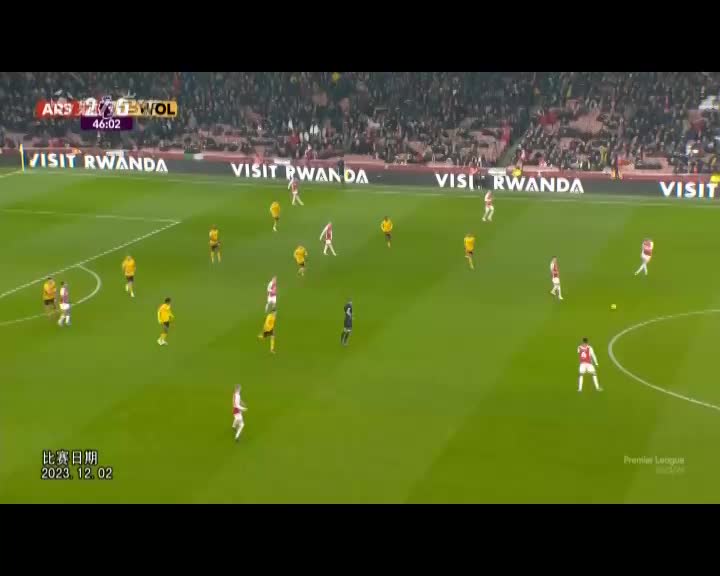 ARS
WOL
46:02
VISIT RWANDA
VISIT RWANDA
VISIT RWANDA
VISIT
比赛日期
2023.12.02
Premier League